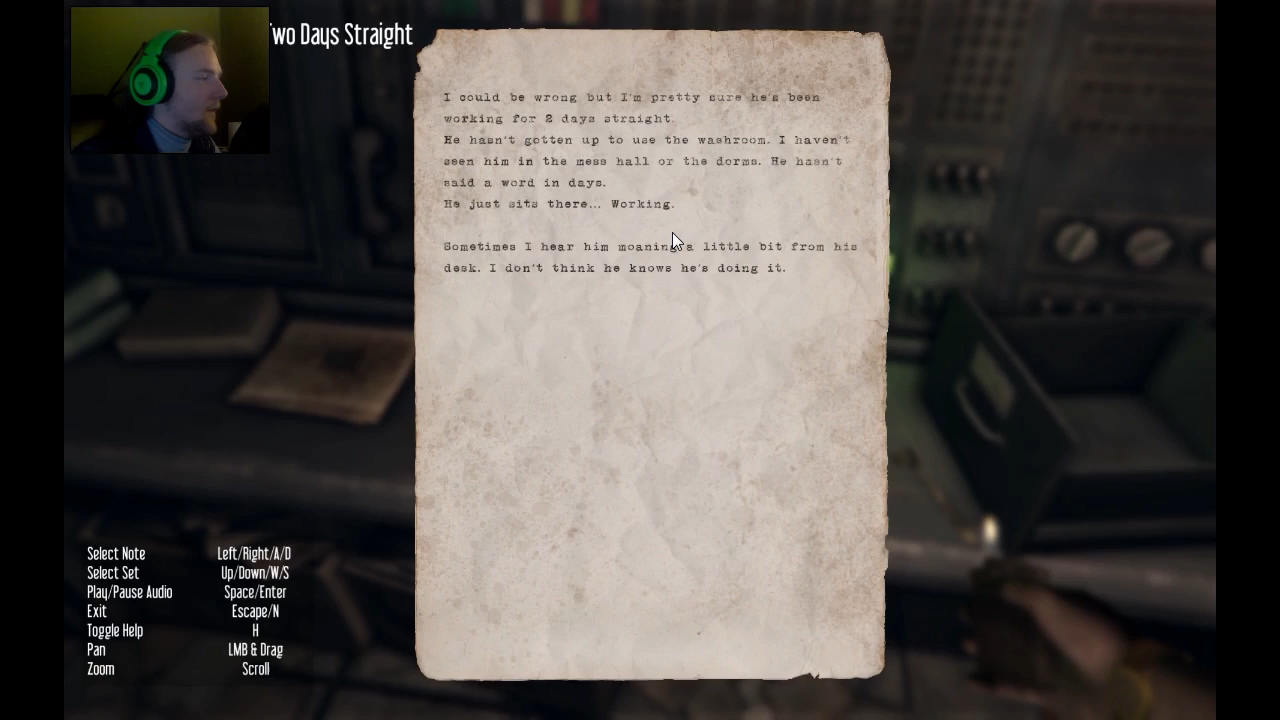 Two Days Straight
I could be wrong but I'm pretty sure he's been
working for 2 days straight.
He hasn't gotten up to use the washroom. I haven't
seen him in the mess hall or the dorms. He hasn't
said a word in days.
He just sits there... Working.
Sometimes I hear him moaning a little bit from his
desk. I don't think he knows he's doing it.
Select Note Left/Right/A/D
Select Set Up/Down/W/S
Play/Pause Audio Space/Enter
Exit Escape/N
Toggle Help H
Pan LMB & Drag
Zoom Scroll